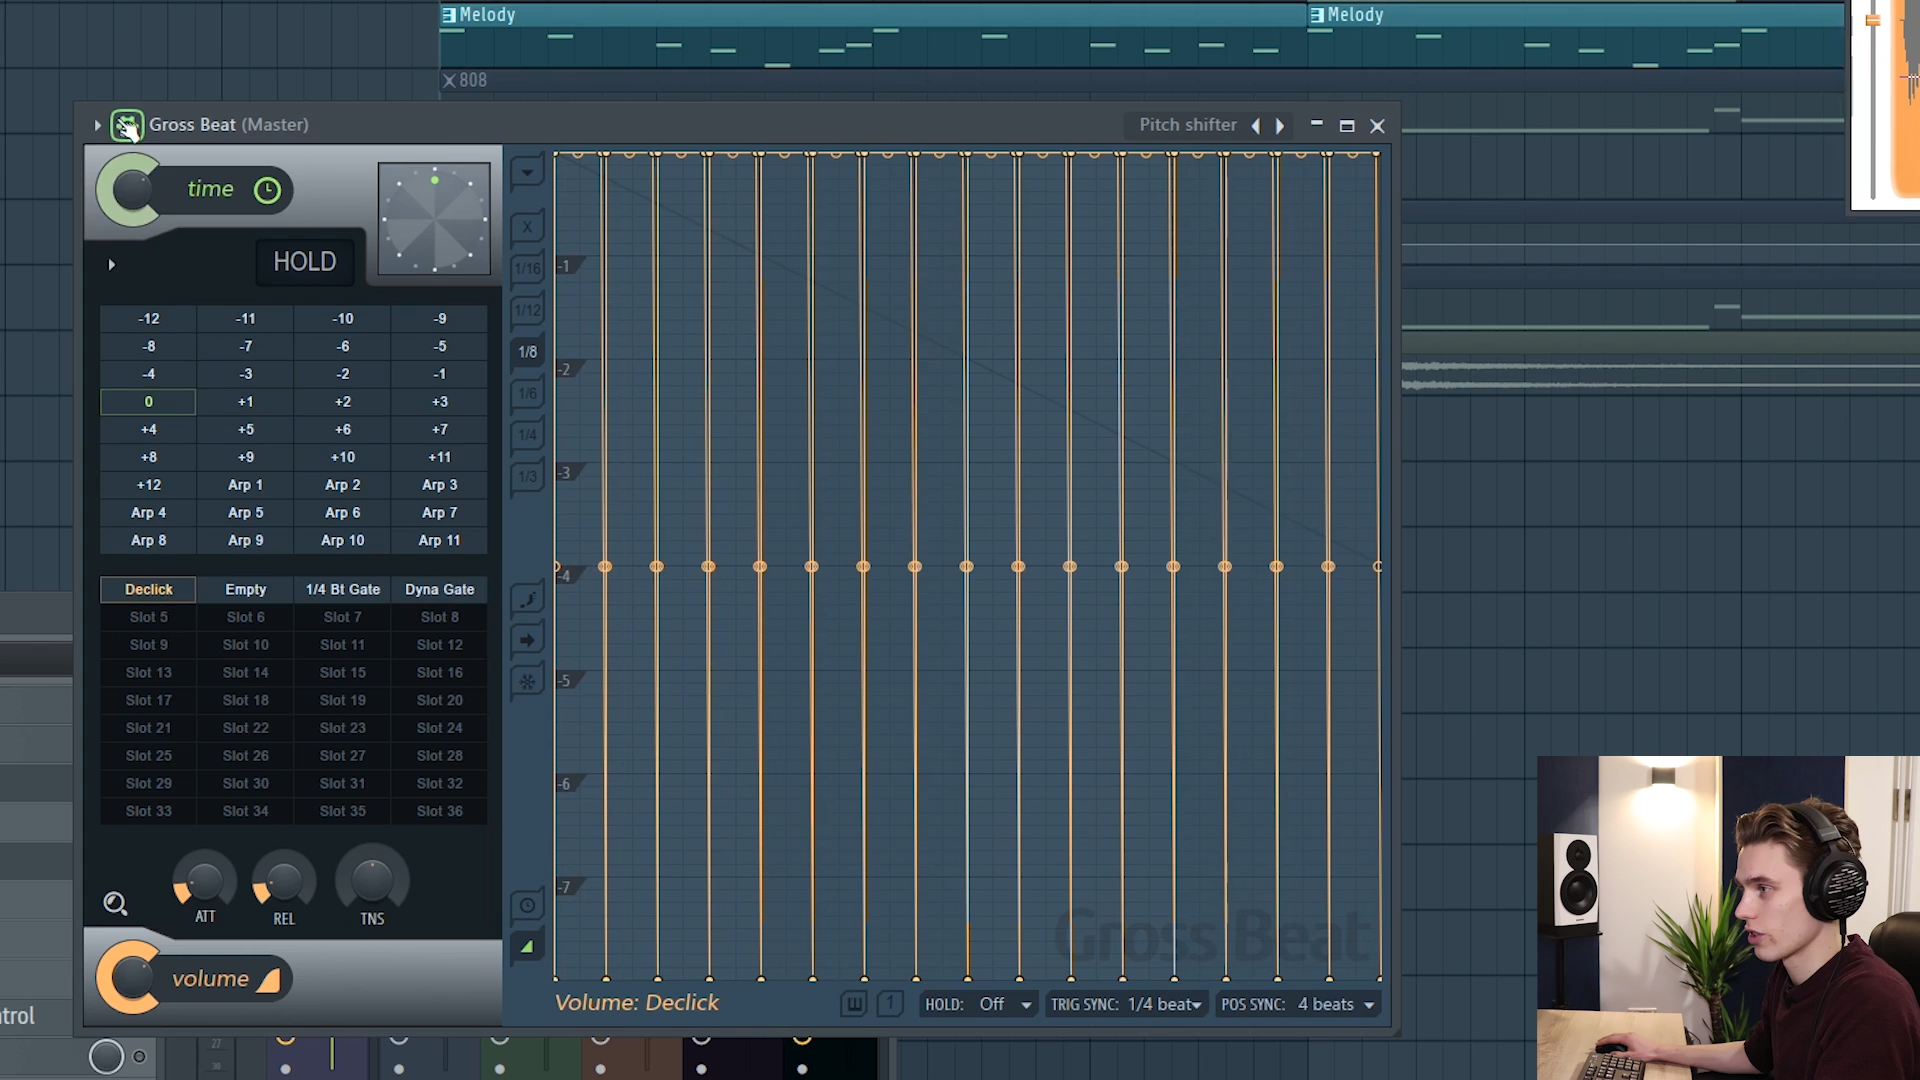 Melody
Melody
808
Gross Beat (Master)
Pitch shifter
time
HOLD
-12 -11 -10 -9
-8 -7 -6 -5
-4 -3 -2 -1
0 +1 +2 +3
+4 +5 +6 +7
+8 +9 +10 +11
+12 Arp 1 Arp 2 Arp 3
Arp 4 Arp 5 Arp 6 Arp 7
Arp 8 Arp 9 Arp 10 Arp 11
Declick Empty 1/4 Bt Gate Dyna Gate
Slot 5 Slot 6 Slot 7 Slot 8
Slot 9 Slot 10 Slot 11 Slot 12
Slot 13 Slot 14 Slot 15 Slot 16
Slot 17 Slot 18 Slot 19 Slot 20
Slot 21 Slot 22 Slot 23 Slot 24
Slot 25 Slot 26 Slot 27 Slot 28
Slot 29 Slot 30 Slot 31 Slot 32
Slot 33 Slot 34 Slot 35 Slot 36
ATT REL TNS
volume
X
1/16
1/12
1/8
1/6
1/4
1/3
-1
-2
-3
-4
-5
-6
-7
Gross Beat
Volume: Declick
1
HOLD: Off
TRIG SYNC: 1/4 beat
POS SYNC: 4 beats
ntrol
27
30